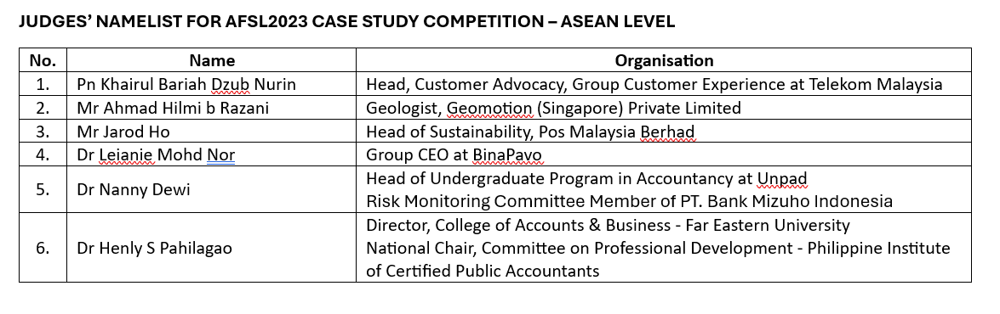 JUDGES’ NAMELIST FOR AFSL2023 CASE STUDY COMPETITION – ASEAN LEVEL
No. Name Organisation
1. Pn Khairul Bariah Dzub Nurin Head, Customer Advocacy, Group Customer Experience at Telekom Malaysia
2. Mr Ahmad Hilmi b Razani Geologist, Geomotion (Singapore) Private Limited
3. Mr Jarod Ho Head of Sustainability, Pos Malaysia Berhad
4. Dr Leianie Mohd Nor Group CEO at BinaPavo
5. Dr Nanny Dewi Head of Undergraduate Program in Accountancy at Unpad
Risk Monitoring Committee Member of PT. Bank Mizuho Indonesia
6. Dr Henly S Pahilagao Director, College of Accounts & Business - Far Eastern University
National Chair, Committee on Professional Development - Philippine Institute
of Certified Public Accountants